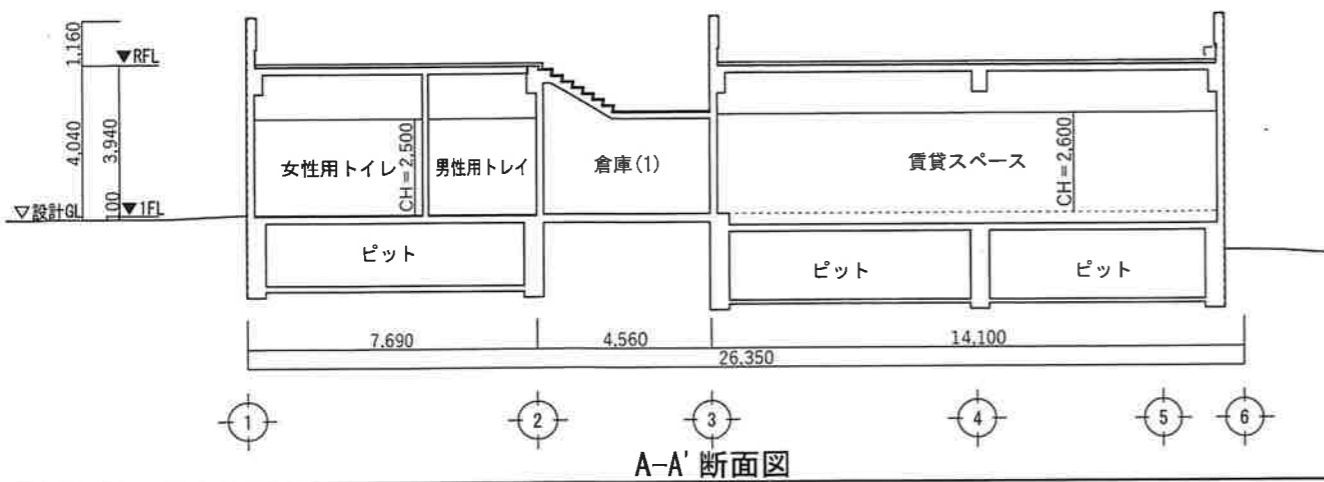 1,160
▼RFL
4,040
3,940
100
▽設計GL
▼1FL
女性用トイレ
CH=2,500
男性用トレイ
倉庫(1)
賃貸スペース
CH=2,600
ピット
ピット
ピット
7,690
4,560
14,100
26,350
1
2
3
4
5
6
A-A' 断面図